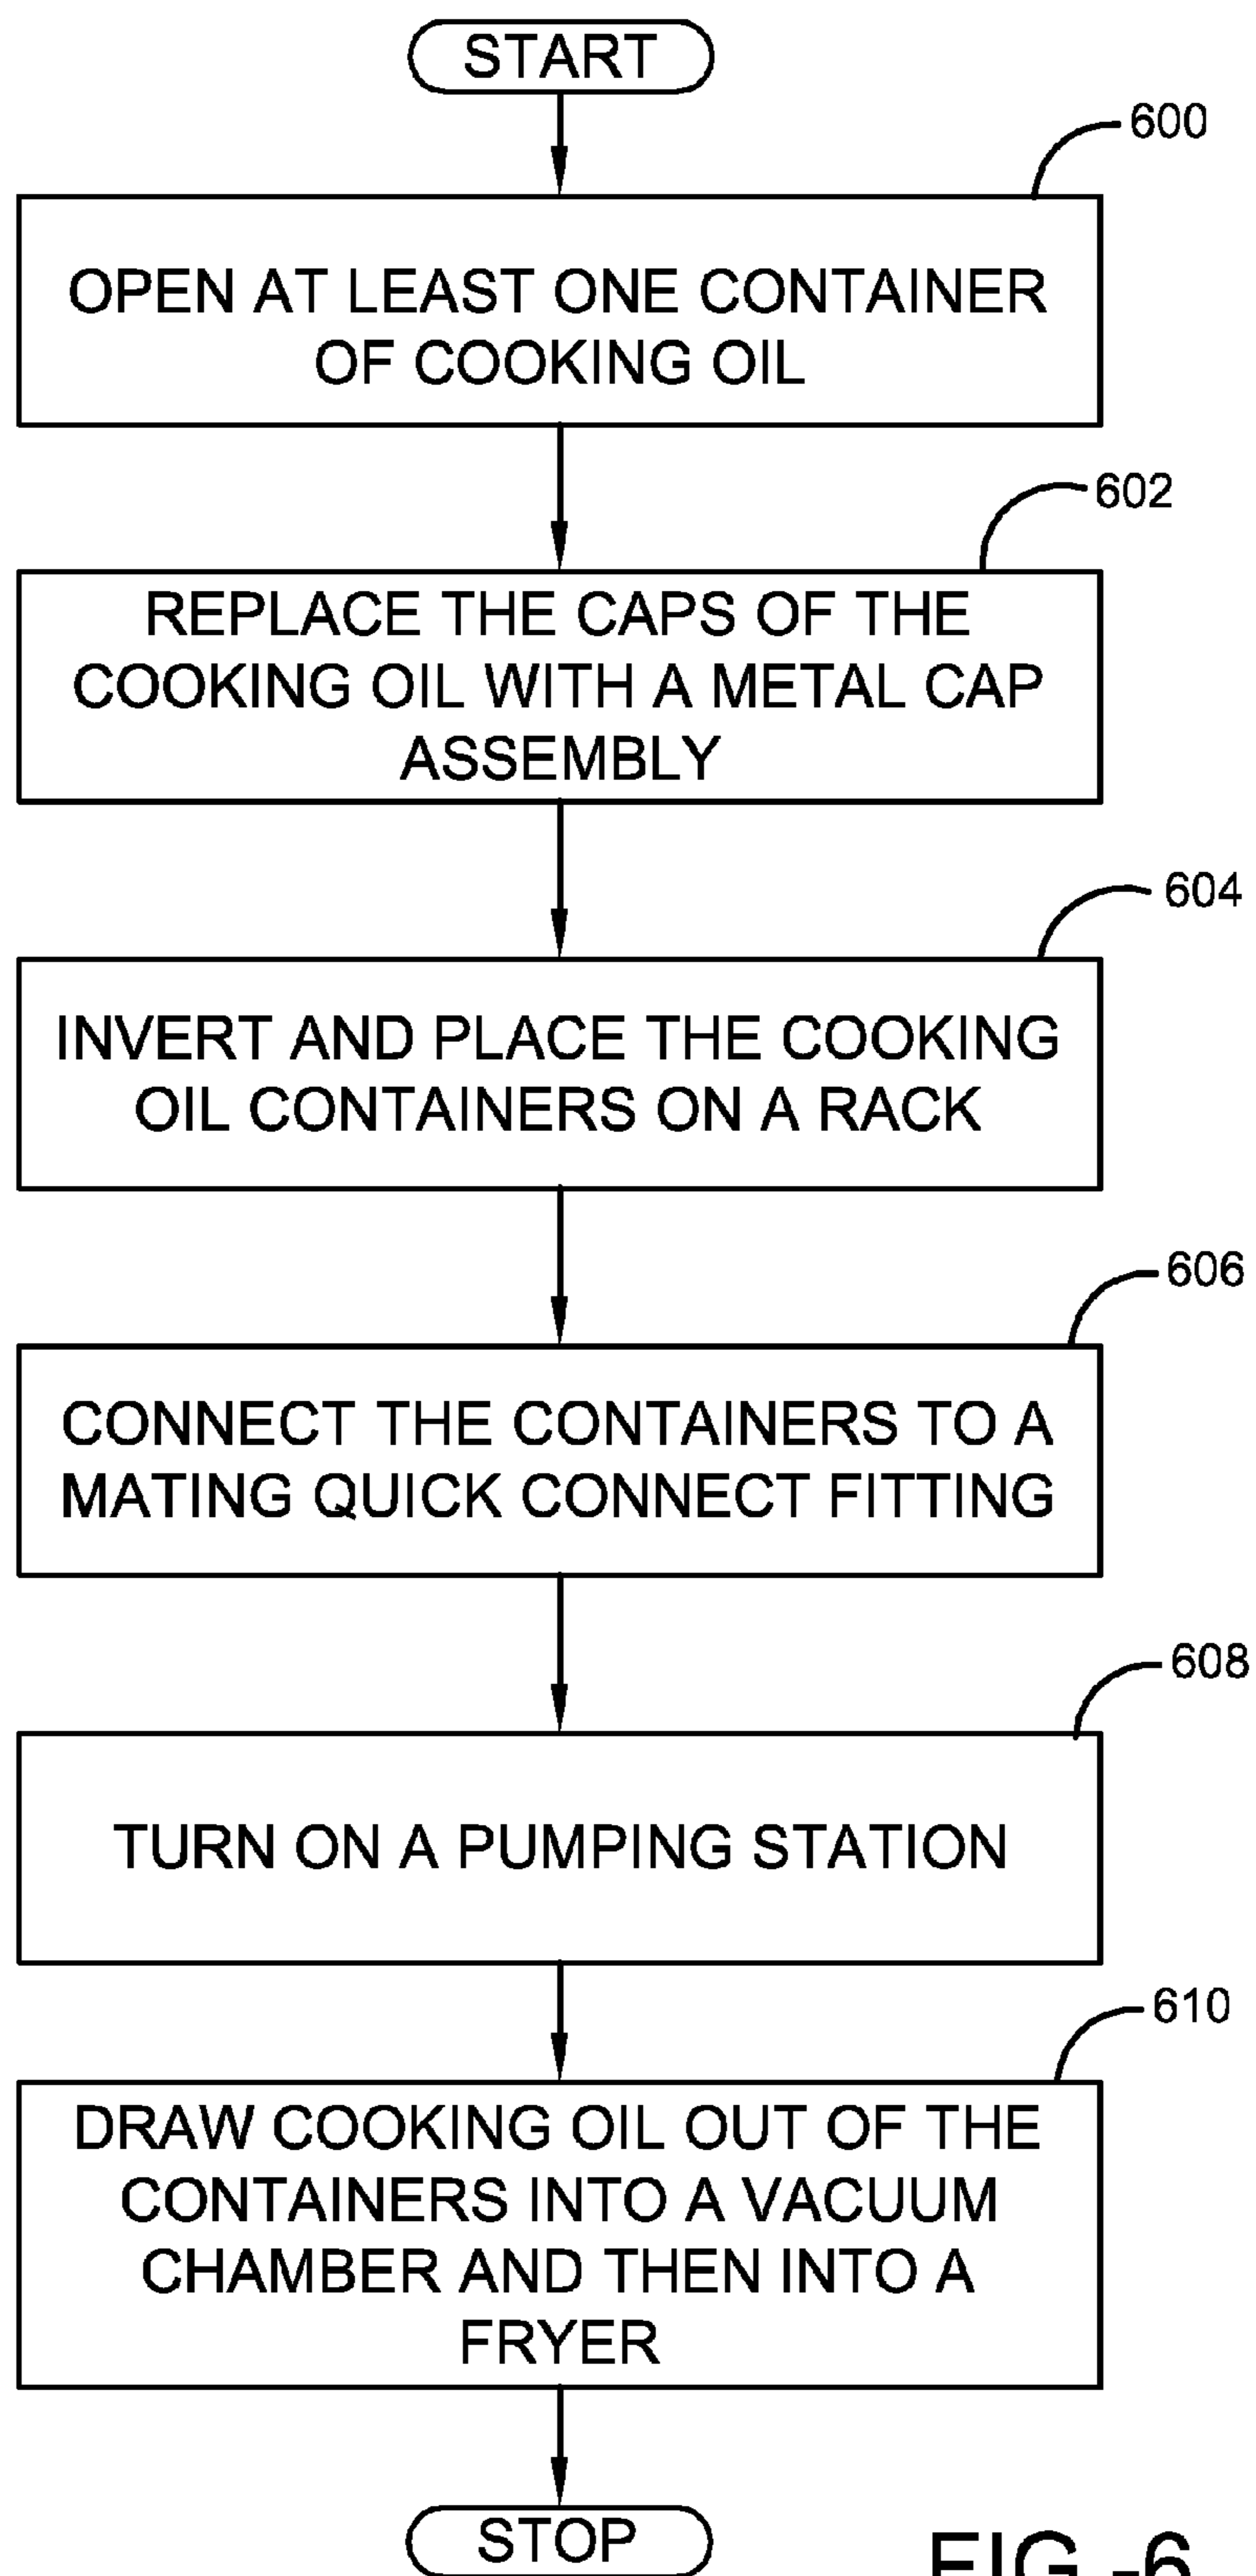 START
600
OPEN AT LEAST ONE CONTAINER
OF COOKING OIL
602
REPLACE THE CAPS OF THE
COOKING OIL WITH A METAL CAP
ASSEMBLY
604
INVERT AND PLACE THE COOKING
OIL CONTAINERS ON A RACK
606
CONNECT THE CONTAINERS TO A
MATING QUICK CONNECT FITTING
608
TURN ON A PUMPING STATION
610
DRAW COOKING OIL OUT OF THE
CONTAINERS INTO A VACUUM
CHAMBER AND THEN INTO A
FRYER
STOP
FIG.-6